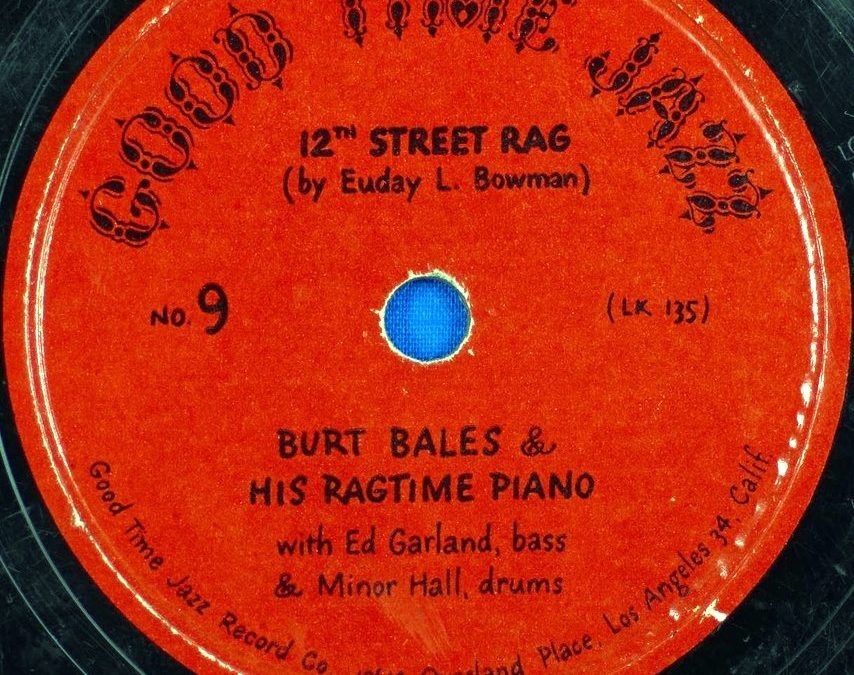 GOOD TIME JAZZ
12TH STREET RAG
(by Euday L. Bowman)
No. 9
(LK 135)
BURT BALES &
HIS RAGTIME PIANO
with Ed Garland, bass
& Minor Hall, drums
Good Time Jazz Record Co. Overland Place, Los Angeles 34, Calif.